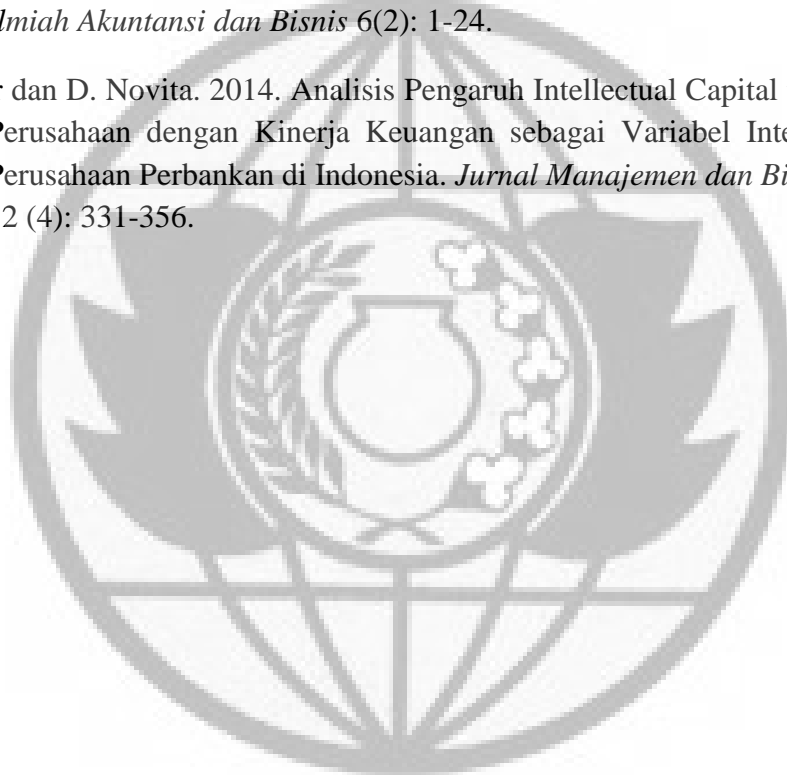 lmiah Akuntansi dan Bisnis 6(2): 1-24.
dan D. Novita. 2014. Analisis Pengaruh Intellectual Capital
Perusahaan dengan Kinerja Keuangan sebagai Variabel Inte
Perusahaan Perbankan di Indonesia. Jurnal Manajemen dan Bi
2 (4): 331-356.